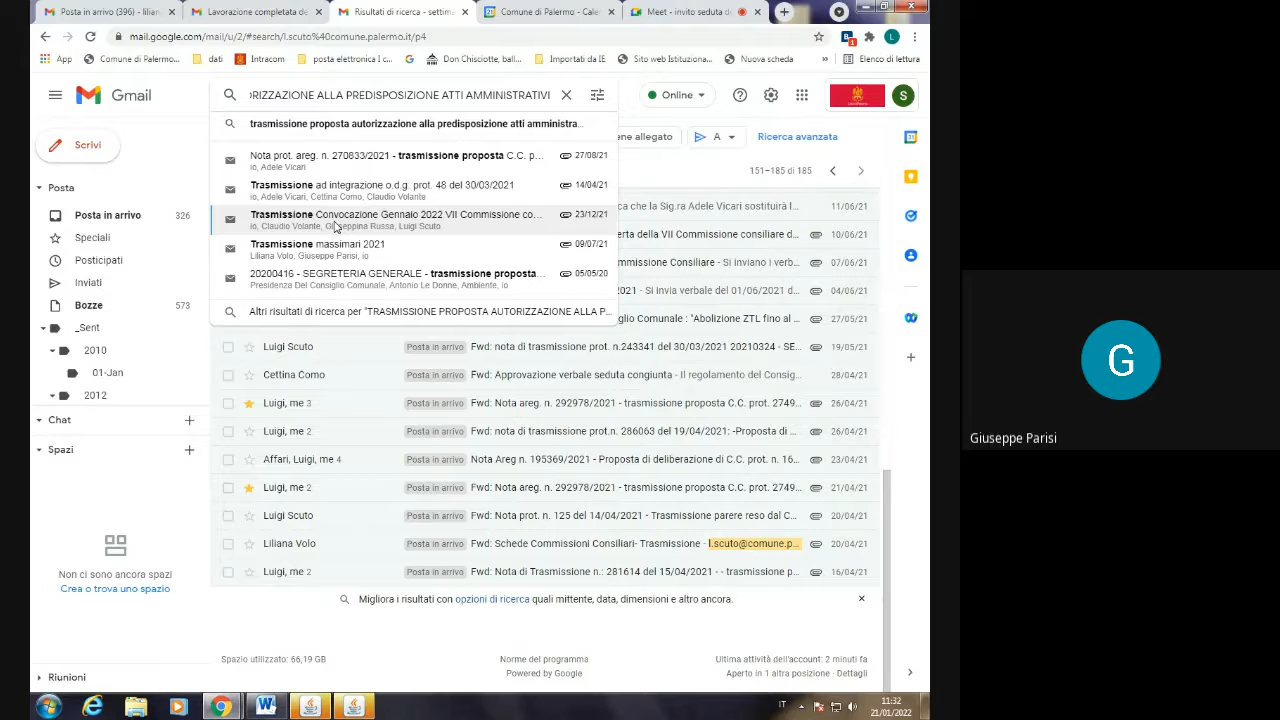 Posta in arrivo (396) - liliana
Lavorazione completata de
Risultati di ricerca - settim
Comune di Palermo - Cale
Meet - invito seduta d
mail.google.com/mail/u/2/#search/l.scuto%40comune.palermo.it/p4
App
Comune di Palermo...
dati
Intracom
posta elettronica I c...
Don Chisciotte, ball...
Importati da IE
Sito web Istituziona...
Nuova scheda
»
Elenco di lettura
Gmail
ORIZZAZIONE ALLA PREDISPOSIZIONE ATTI AMMINISTRATIVI
Online
S
Scrivi
trasmissione proposta autorizzazione alla predisposizione atti amministra...
ene allegato
A
Ricerca avanzata
Nota prot. areg. n. 270833/2021 - trasmissione proposta C.C. p...
27/08/21
io, Adele Vicari
151–185 di 185
Trasmissione ad integrazione o.d.g. prot. 48 del 30/03/2021
14/04/21
io, Adele Vicari, Cettina Como, Claudio Volante
Trasmissione Convocazione Gennaio 2022 VII Commissione co...
23/12/21
io, Claudio Volante, Giuseppina Russa, Luigi Scuto
Trasmissione massimari 2021
09/07/21
Liliana Volo, Giuseppe Parisi, io
20200416 - SEGRETERIA GENERALE - trasmissione proposta...
05/05/20
Presidenza Del Consiglio Comunale, Antonio Le Donne, Ambiente, io
Altri risultati di ricerca per "TRASMISSIONE PROPOSTA AUTORIZZAZIONE ALLA P...
Posta
Posta in arrivo
326
Speciali
Posticipati
Inviati
Bozze
573
_Sent
2010
01-Jan
2012
Chat
Spazi
Non ci sono ancora spazi
Crea o trova uno spazio
Riunioni
ca che la Sig.ra Adele Vicari sostituirà I...
11/06/21
erta della VII Commissione consiliare d...
10/06/21
ommissione Consiliare - Si inviano I verb...
07/06/21
- Si invia verbale del 01/06/2021 d...
04/06/21
glio Comunale : "Abolizione ZTL fino al ...
27/05/21
Luigi Scuto
Posta in arrivo
Fwd: nota di trasmissione prot. n.243341 del 30/03/2021 20210324 - SE...
19/05/21
Cettina Como
Posta in arrivo
Fwd: Approvazione verbale seduta congiunta - Il regolamento del Consig...
28/04/21
Luigi, me 3
Posta in arrivo
Fwd: Nota areg. n. 292978/2021 - trasmissione proposta C.C. prot. 2749...
26/04/21
Luigi, me 2
Posta in arrivo
Fwd: nota di trasmissione prot.n. 286063 del 19/04/2021: -Proposta di ...
26/04/21
Affari, Luigi, me 4
Posta in arrivo
Nota Areg n. 195369/2021 - Proposta di deliberazione di C.C. prot. n. 16...
23/04/21
Luigi, me 2
Posta in arrivo
Fwd: Nota areg. n. 292978/2021 - trasmissione proposta C.C. prot. 2749...
21/04/21
Luigi Scuto
Posta in arrivo
Fwd: Nota prot. n. 125 del 14/04/2021 - Trasmissione parere reso dal C...
20/04/21
Liliana Volo
Posta in arrivo
Fwd: Schede Commissioni Consiliari- Trasmissione - l.scuto@comune.p...
20/04/21
Luigi, me 2
Posta in arrivo
Fwd: Nota di Trasmissione n.: 281614 del 15/04/2021 - - trasmissione p...
16/04/21
Migliora i risultati con opzioni di ricerca quali mittente, data, dimensioni e altro ancora.
Spazio utilizzato: 66,19 GB
Norme del programma
Powered by Google
Ultima attività dell'account: 2 minuti fa
Aperto in 1 altra posizione - Dettagli
IT
11:32
21/01/2022
G
Giuseppe Parisi